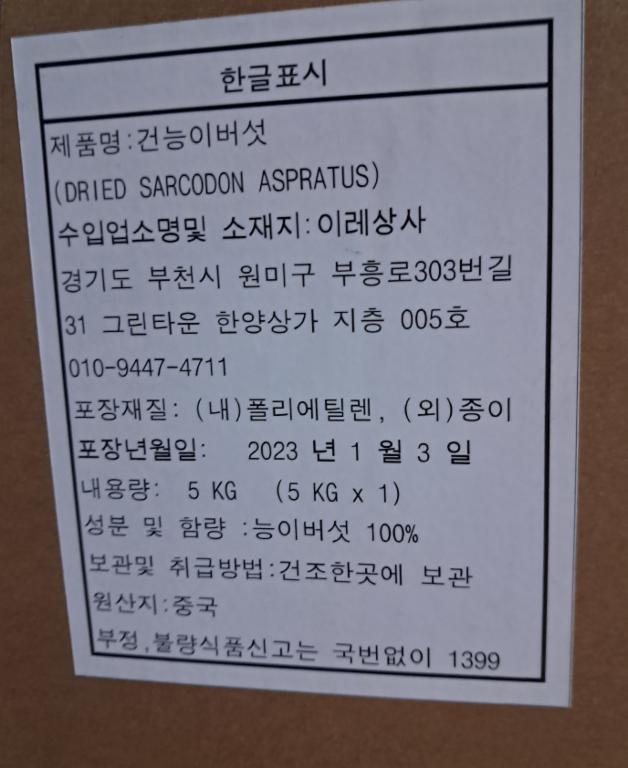 한글표시
제품명:건능이버섯
(DRIED SARCODON ASPRATUS)
수입업소명및 소재지:이레상사
경기도 부천시 원미구 부흥로303번길
31 그린타운 한양상가 지층 005호
010-9447-4711
포장재질: (내)폴리에틸렌, (외)종이
포장년월일: 2023 년 1 월 3 일
내용량: 5 KG (5 KG x 1)
성분 및 함량 :능이버섯 100%
보관및 취급방법:건조한곳에 보관
원산지:중국
부정,불량식품신고는 국번없이 1399